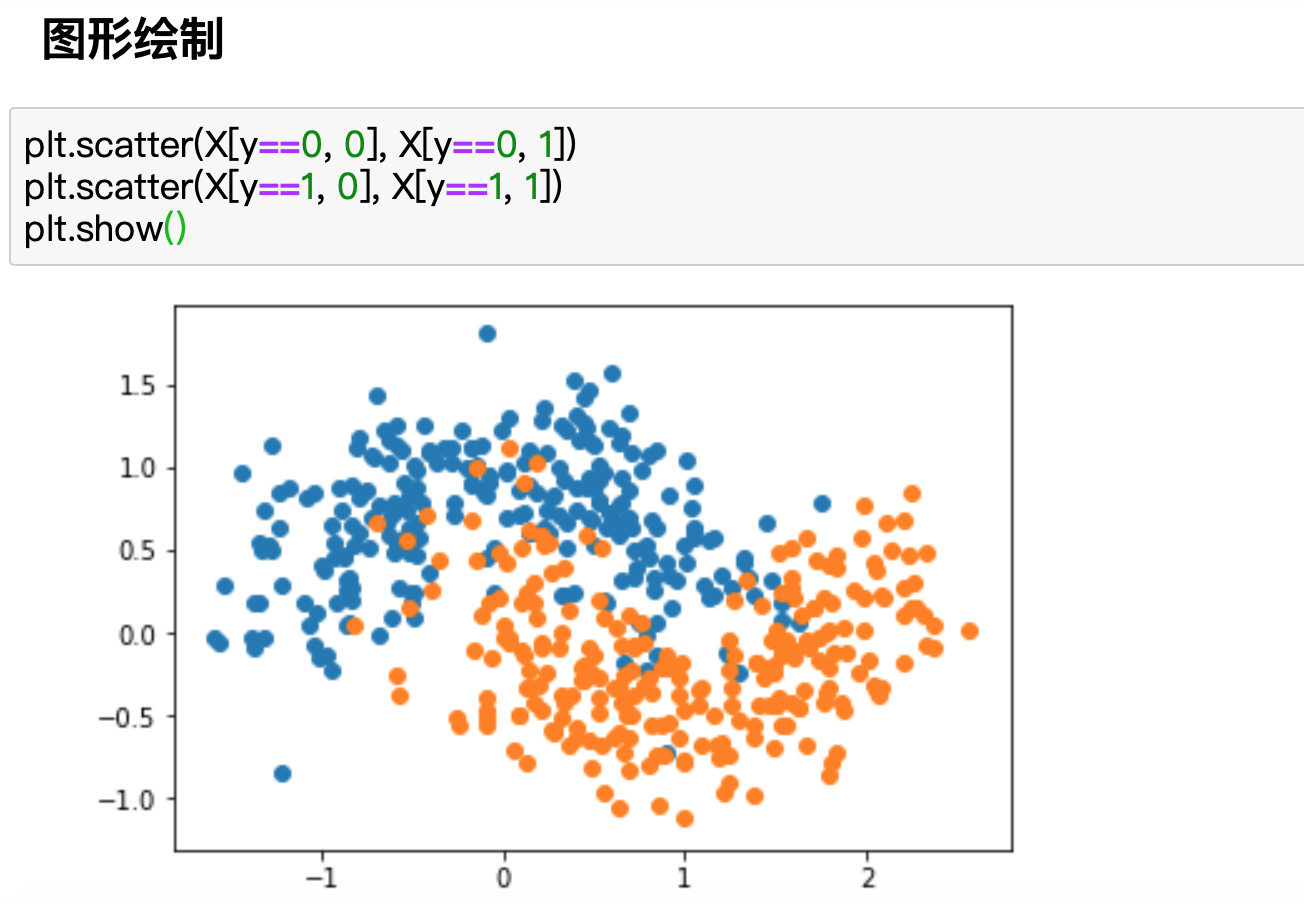 图形绘制
plt.scatter(X[y==0, 0], X[y==0, 1])
plt.scatter(X[y==1, 0], X[y==1, 1])
plt.show()
1.5
1.0
0.5
0.0
−0.5
−1.0
−1 0 1 2